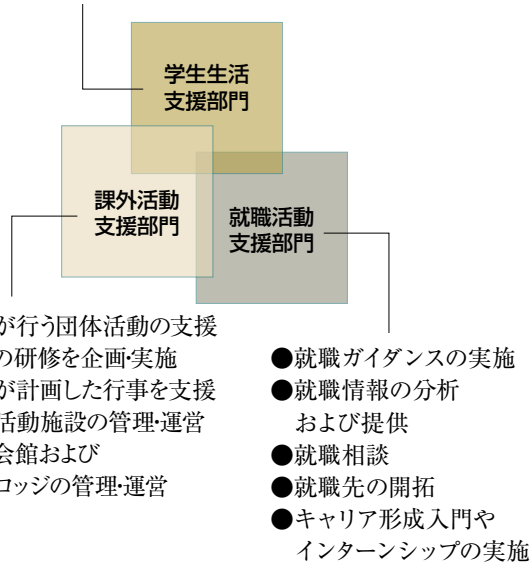 学生生活
支援部門
課外活動
支援部門
就職活動
支援部門
が行う団体活動の支援
の研修を企画・実施
が計画した行事を支援
活動施設の管理・運営
会館および
コッジの管理・運営
●就職ガイダンスの実施
●就職情報の分析
および提供
●就職相談
●就職先の開拓
●キャリア形成入門や
インターンシップの実施